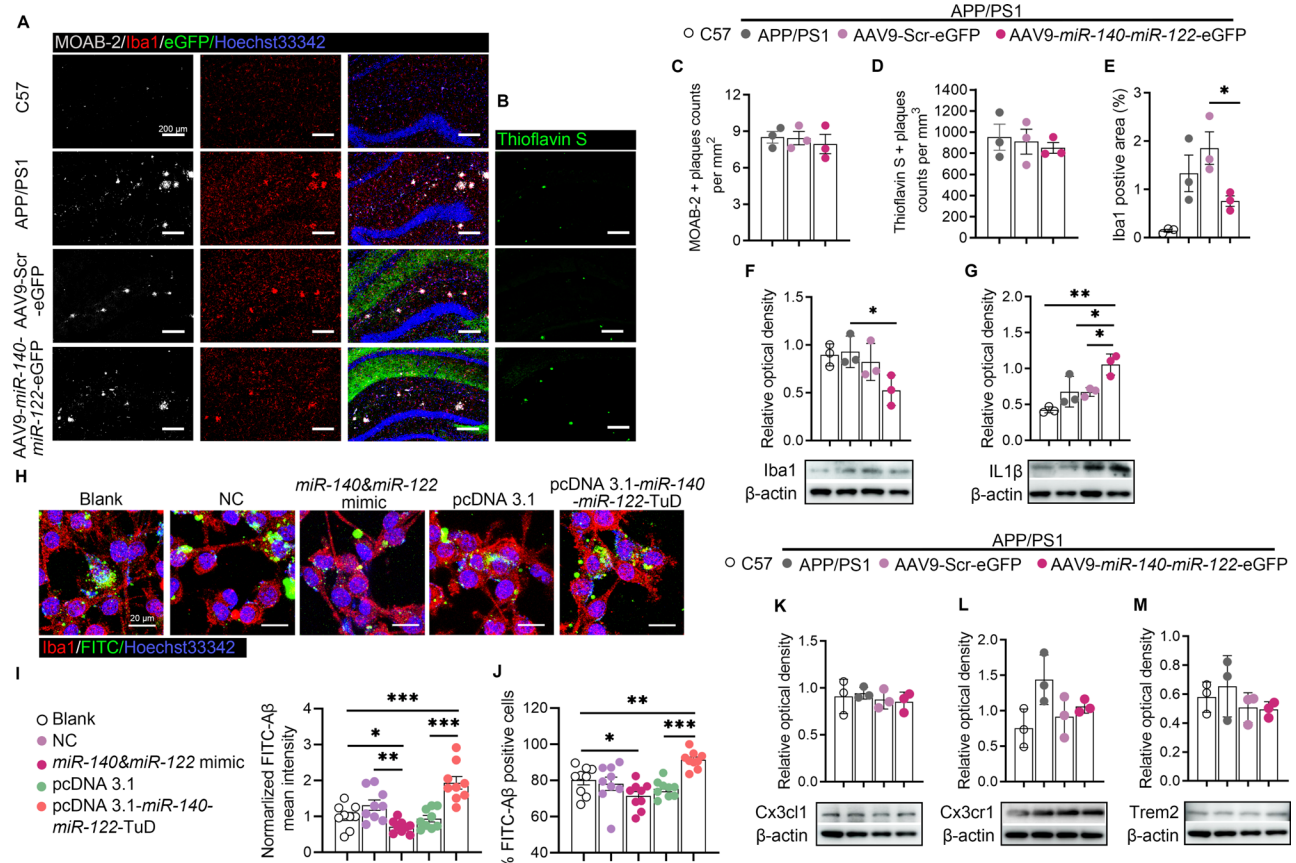 A
MOAB-2/Iba1/eGFP/Hoechst33342
C57
200 μm
APP/PS1
AAV9-Scr
-eGFP
AAV9-miR-140-
miR-122-eGFP
B
Thioflavin S
APP/PS1
C57 APP/PS1 AAV9-Scr-eGFP AAV9-miR-140-miR-122-eGFP
C
MOAB-2 + plaques counts
per mm2
12
9
6
3
0
D
Thioflavin S + plaques
counts per mm3
1400
1200
1000
800
600
400
200
0
E
Iba1 postive area (%)
3
2
1
0
*
F
Relative optical density
1.5
1.0
0.5
0.0
*
Iba1
β-actin
G
Relative optical density
2.0
1.5
1.0
0.5
0.0
**
*
*
IL1β
β-actin
H
Blank
NC
miR-140&miR-122
mimic
pcDNA 3.1
pcDNA 3.1-miR-140
-miR-122-TuD
20 μm
Iba1/FITC/Hoechst33342
I
Blank
NC
miR-140&miR-122 mimic
pcDNA 3.1
pcDNA 3.1-miR-140-
miR-122-TuD
Normarlized FITC-Aβ
mean intensity
4
3
2
1
0
***
*
***
**
J
% FITC-Aβ positive cells
120
100
80
60
40
**
*
***
APP/PS1
C57 APP/PS1 AAV9-Scr-eGFP AAV9-miR-140-miR-122-eGFP
K
Relative optical density
1.5
1.0
0.5
0.0
Cx3cl1
β-actin
L
Relative optical density
2.0
1.5
1.0
0.5
0.0
Cx3cr1
β-actin
M
Relative optical density
1.0
0.8
0.6
0.4
0.2
0.0
Trem2
β-actin